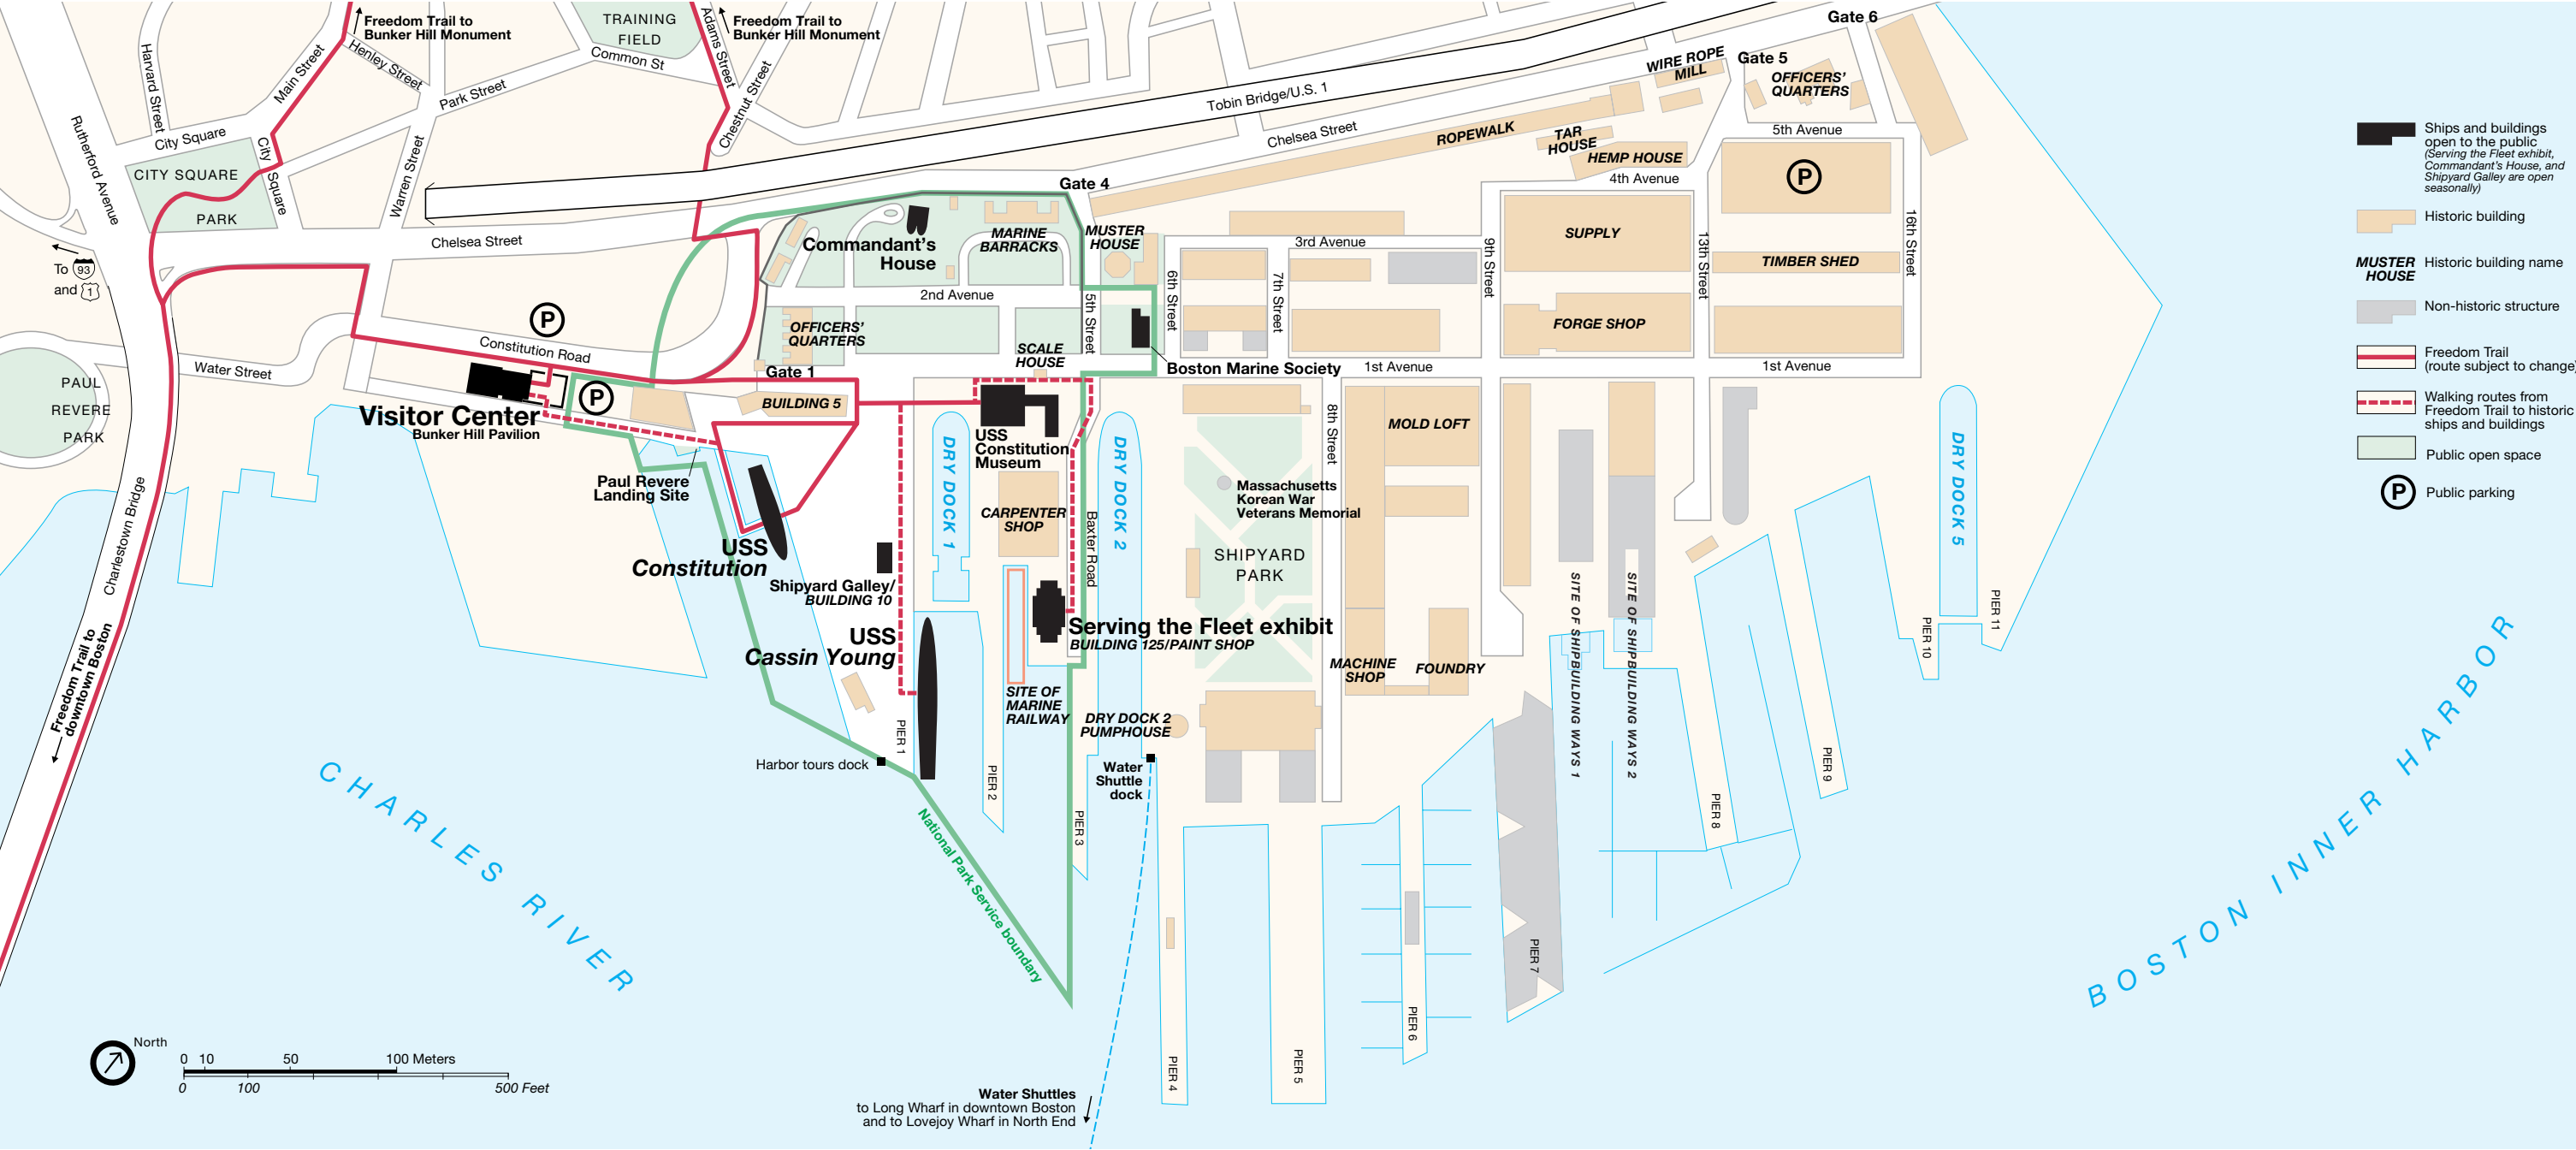 Freedom Trail to
Bunker Hill Monument
TRAINING
FIELD
Common St
Adams Street
Freedom Trail to
Bunker Hill Monument
Harvard Street
Main Street
Henley Street
Park Street
Chestnut Street
Rutherford Avenue
City Square
City
Square
CITY SQUARE
PARK
Warren Street
Chelsea Street
To 93
and 1
Tobin Bridge/U.S. 1
Chelsea Street
Gate 6
Gate 5
WIRE ROPE
MILL
OFFICERS'
QUARTERS
5th Avenue
ROPEWALK
TAR
HOUSE
HEMP HOUSE
4th Avenue
P
16th Street
Gate 4
Commandant's
House
MARINE
BARRACKS
MUSTER
HOUSE
3rd Avenue
2nd Avenue
5th Street
6th Street
7th Street
9th Street
13th Street
SUPPLY
TIMBER SHED
FORGE SHOP
OFFICERS'
QUARTERS
SCALE
HOUSE
Boston Marine Society
1st Avenue
1st Avenue
P
Constitution Road
Water Street
PAUL
REVERE
PARK
Gate 1
BUILDING 5
P
Visitor Center
Bunker Hill Pavilion
Paul Revere
Landing Site
USS
Constitution
USS
Constitution
Museum
DRY DOCK 1
CARPENTER
SHOP
Baxter Road
DRY DOCK 2
Shipyard Galley/
BUILDING 10
USS
Cassin Young
Serving the Fleet exhibit
BUILDING 125/PAINT SHOP
SITE OF
MARINE
RAILWAY
DRY DOCK 2
PUMPHOUSE
Massachusetts
Korean War
Veterans Memorial
SHIPYARD
PARK
8th Street
MOLD LOFT
MACHINE
SHOP
FOUNDRY
SITE OF SHIPBUILDING WAYS 1
SITE OF SHIPBUILDING WAYS 2
DRY DOCK 5
PIER 1
PIER 2
PIER 3
PIER 4
PIER 5
PIER 6
PIER 7
PIER 8
PIER 9
PIER 10
PIER 11
Harbor tours dock
Water
Shuttle
dock
National Park Service boundary
Charlestown Bridge
Freedom Trail to
downtown Boston
CHARLES RIVER
BOSTON INNER HARBOR
Water Shuttles
to Long Wharf in downtown Boston
and to Lovejoy Wharf in North End
North
0 10 50 100 Meters
0 100 500 Feet
Ships and buildings
open to the public
(Serving the Fleet exhibit,
Commandant's House, and
Shipyard Galley are open
seasonally)
Historic building
MUSTER
HOUSE
Historic building name
Non-historic structure
Freedom Trail
(route subject to change)
Walking routes from
Freedom Trail to historic
ships and buildings
Public open space
P
Public parking